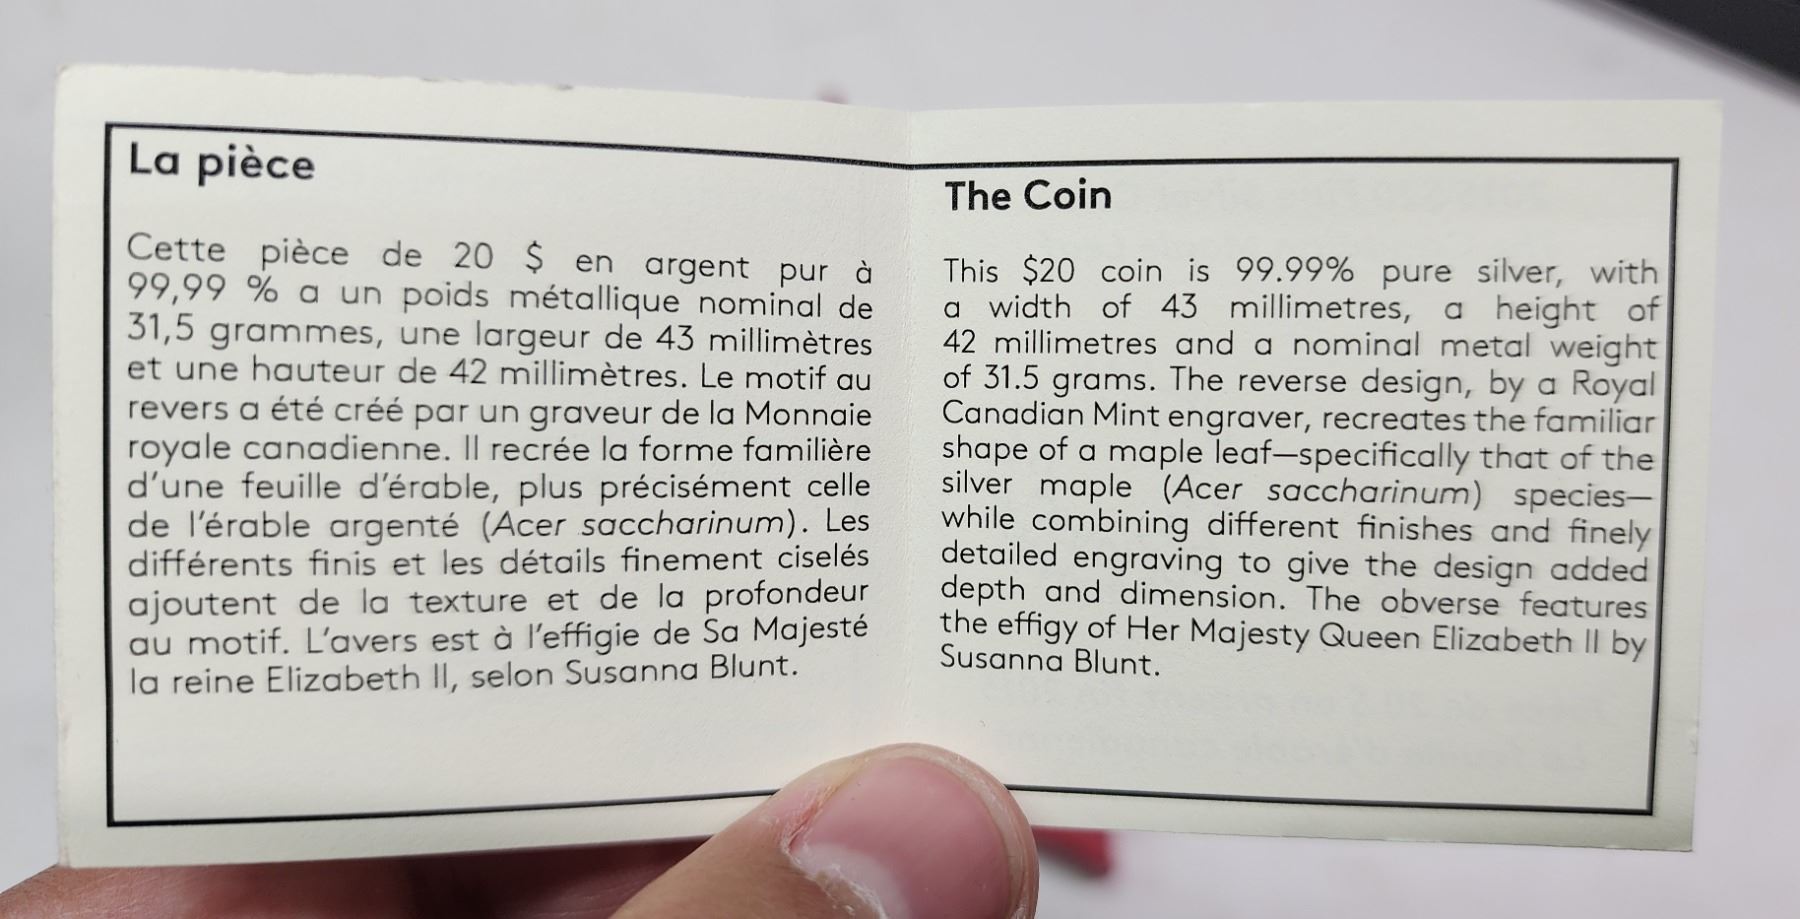 La pièce
Cette pièce de 20 $ en argent pur à
99,99 % a un poids métallique nominal de
31,5 grammes, une largeur de 43 millimètres
et une hauteur de 42 millimètres. Le motif au
revers a été créé par un graveur de la Monnaie
royale canadienne. Il recrée la forme familière
d'une feuille d'érable, plus précisément celle
de l'érable argenté (Acer saccharinum). Les
différents finis et les détails finement ciselés
ajoutent de la texture et de la profondeur
au motif. L'avers est à l'effigie de Sa Majesté
la reine Elizabeth II, selon Susanna Blunt.
The Coin
This $20 coin is 99.99% pure silver, with
a width of 43 millimetres, a height of
42 millimetres and a nominal metal weight
of 31.5 grams. The reverse design, by a Royal
Canadian Mint engraver, recreates the familiar
shape of a maple leaf—specifically that of the
silver maple (Acer saccharinum) species—
while combining different finishes and finely
detailed engraving to give the design added
depth and dimension. The obverse features
the effigy of Her Majesty Queen Elizabeth II by
Susanna Blunt.